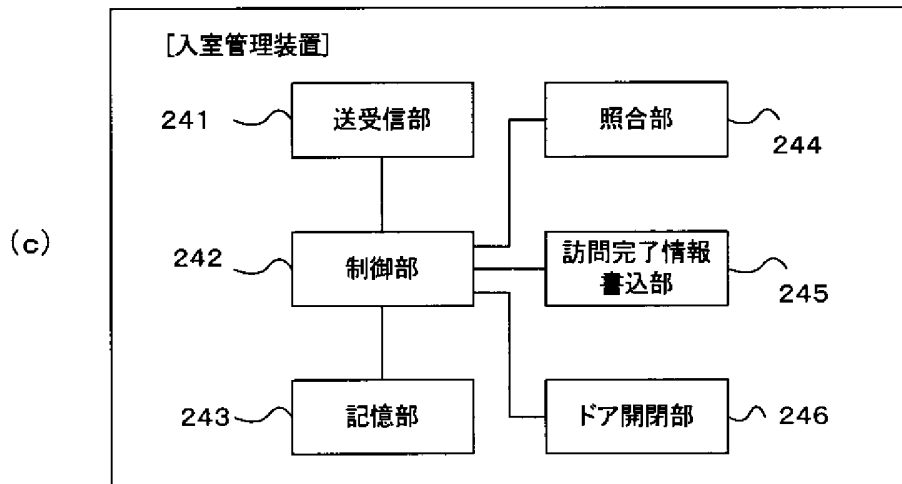 [入室管理装置]
241
送受信部
照合部
244
(c)
242
制御部
訪問完了情報
書込部
245
243
記憶部
ドア開閉部
246